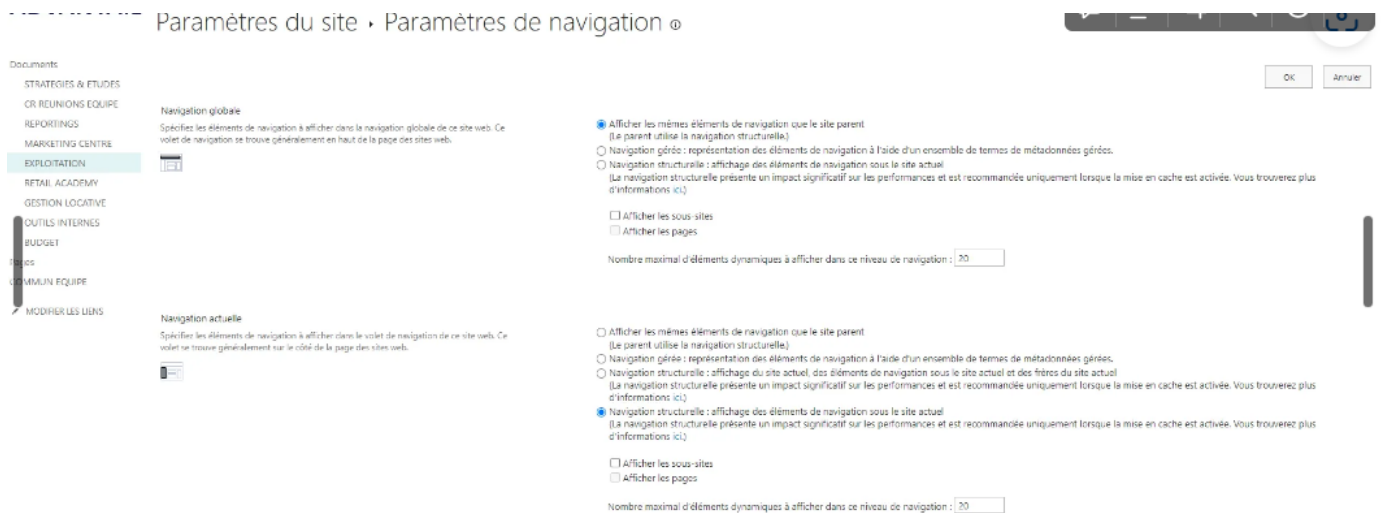 Paramètres du site › Paramètres de navigation
Documents
STRATEGIES & ETUDES
CR REUNIONS EQUIPE
REPORTINGS
MARKETING CENTRE
EXPLOITATION
RETAIL ACADEMY
GESTION LOCATIVE
OUTILS INTERNES
BUDGET
Pages
COMMUN EQUIPE
MODIFIER LES LIENS
OK
Annuler
Navigation globale
Spécifiez les éléments de navigation à afficher dans la navigation globale de ce site web. Ce
volet de navigation se trouve généralement en haut de la page des sites web.
Afficher les mêmes éléments de navigation que le site parent
(Le parent utilise la navigation structurelle.)
Navigation gérée : représentation des éléments de navigation à l'aide d'un ensemble de termes de métadonnées gérées.
Navigation structurelle : affichage des éléments de navigation sous le site actuel
(La navigation structurelle présente un impact significatif sur les performances et est recommandée uniquement lorsque la mise en cache est activée. Vous trouverez plus
d'informations ici.)
Afficher les sous-sites
Afficher les pages
Nombre maximal d'éléments dynamiques à afficher dans ce niveau de navigation : 20
Navigation actuelle
Spécifiez les éléments de navigation à afficher dans le volet de navigation de ce site web. Ce
volet se trouve généralement sur le côté de la page des sites web.
Afficher les mêmes éléments de navigation que le site parent
(Le parent utilise la navigation structurelle.)
Navigation gérée : représentation des éléments de navigation à l'aide d'un ensemble de termes de métadonnées gérées.
Navigation structurelle : affichage du site actuel, des éléments de navigation sous le site actuel et des frères du site actuel
(La navigation structurelle présente un impact significatif sur les performances et est recommandée uniquement lorsque la mise en cache est activée. Vous trouverez plus
d'informations ici.)
Navigation structurelle : affichage des éléments de navigation sous le site actuel
(La navigation structurelle présente un impact significatif sur les performances et est recommandée uniquement lorsque la mise en cache est activée. Vous trouverez plus
d'informations ici.)
Afficher les sous-sites
Afficher les pages
Nombre maximal d'éléments dynamiques à afficher dans ce niveau de navigation : 20